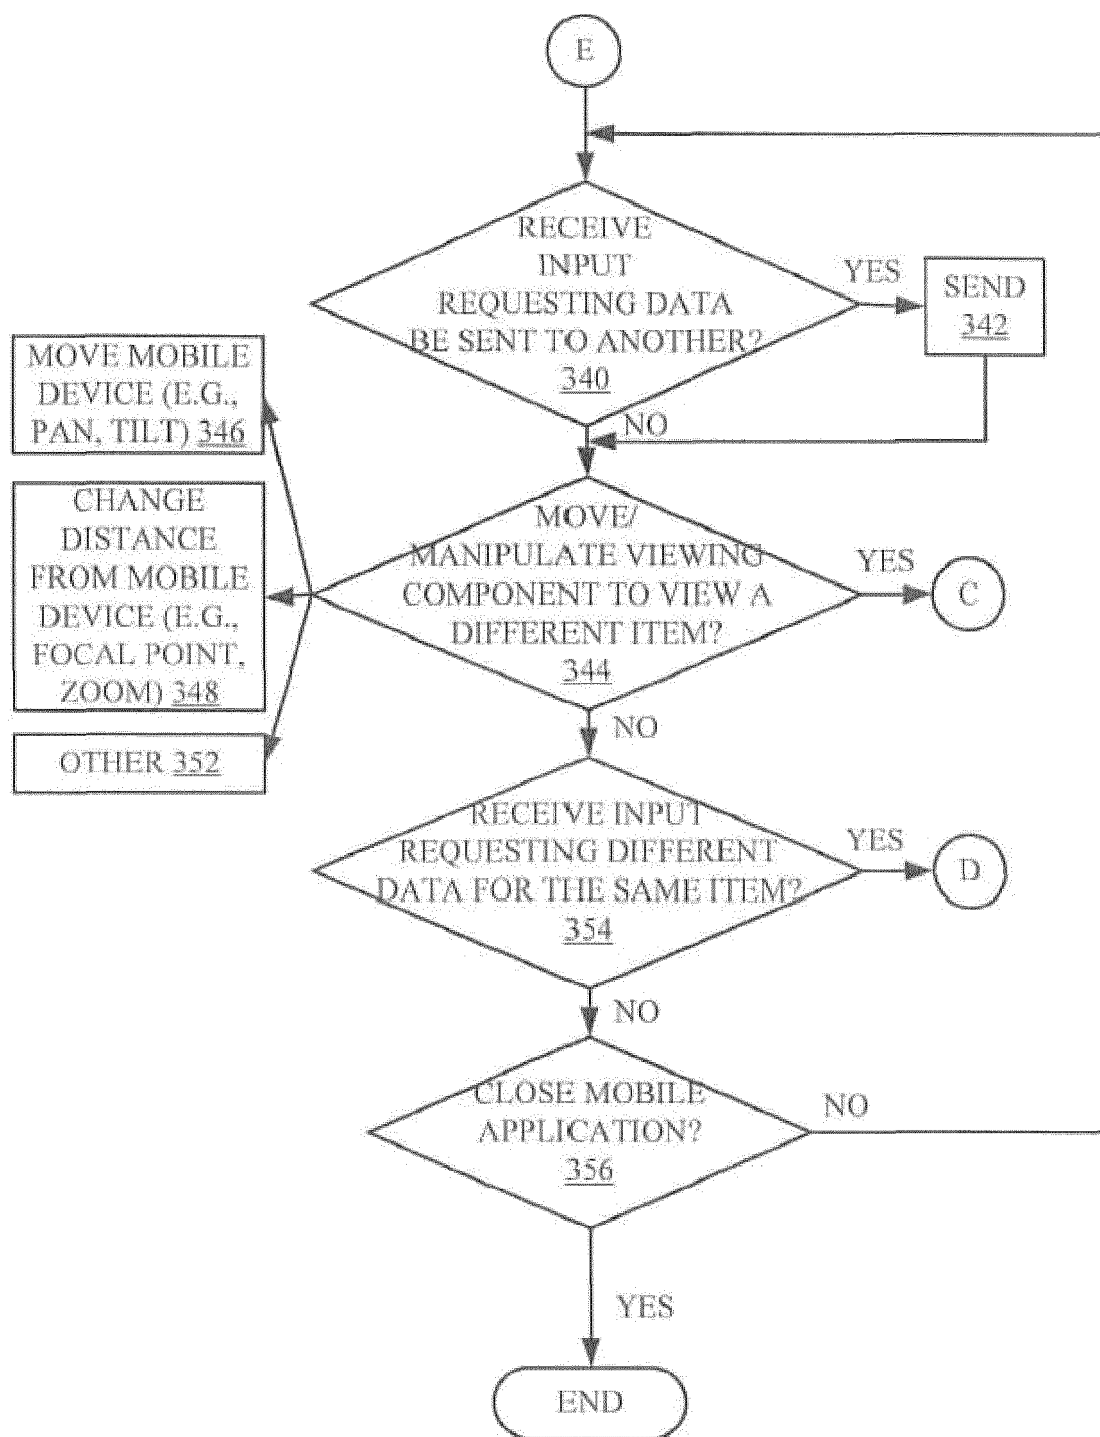 E
RECEIVE
INPUT
REQUESTING DATA
BE SENT TO ANOTHER?
340
YES
SEND
342
NO
MOVE MOBILE
DEVICE (E.G.,
PAN, TILT) 346
CHANGE
DISTANCE
FROM MOBILE
DEVICE (E.G.,
FOCAL POINT,
ZOOM) 348
OTHER 352
MOVE/
MANIPULATE VIEWING
COMPONENT TO VIEW A
DIFFERENT ITEM?
344
YES
C
NO
RECEIVE INPUT
REQUESTING DIFFERENT
DATA FOR THE SAME ITEM?
354
YES
D
NO
CLOSE MOBILE
APPLICATION?
356
NO
YES
END